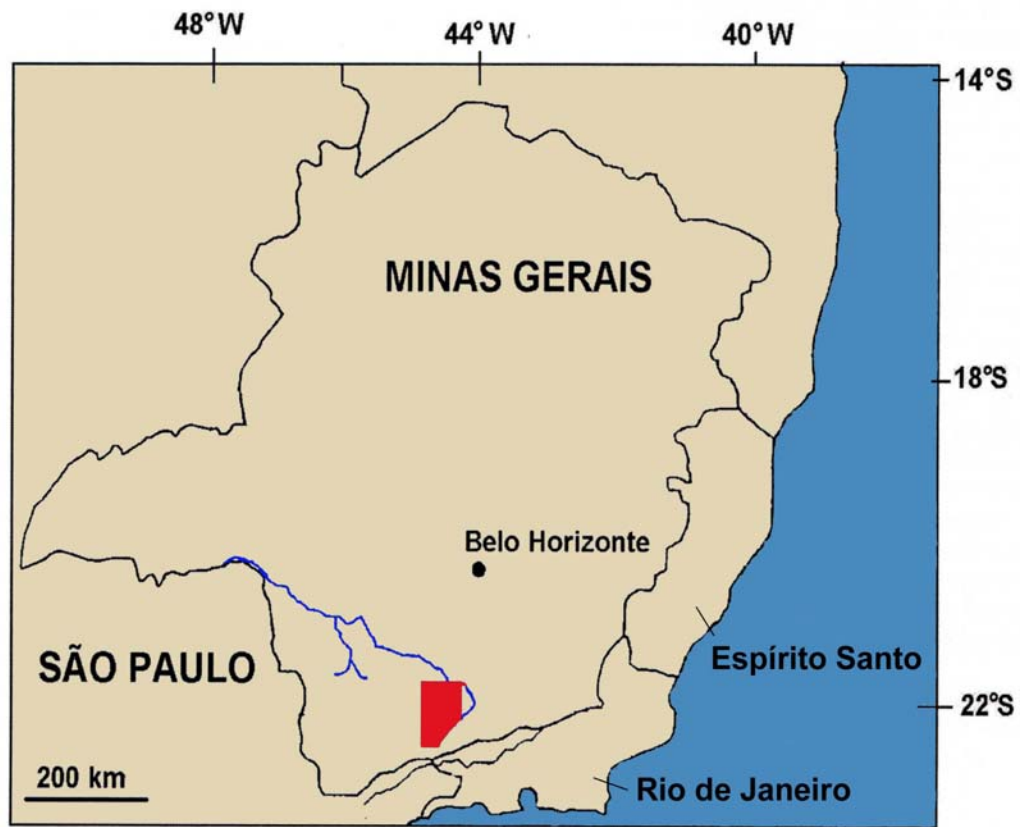 48°W
44°W
40°W
14°S
MINAS GERAIS
18°S
Belo Horizonte
SÃO PAULO
Espírito Santo
22°S
200 km
Rio de Janeiro